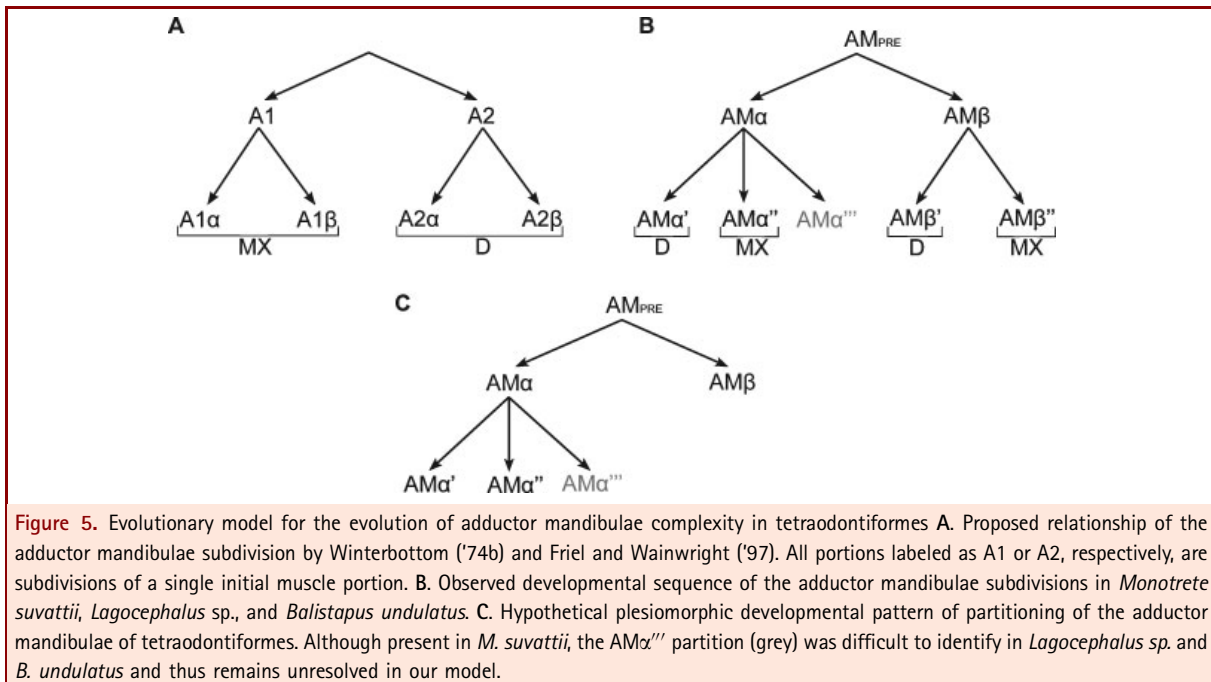 A
B
AMPRE
A1
A2
AMα
AMβ
A1α
A1β
A2α
A2β
AMα'
AMα''
AMα'''
AMβ'
AMβ''
MX
D
D
MX
D
MX
C
AMPRE
AMα
AMβ
AMα'
AMα''
AMα'''
Figure 5. Evolutionary model for the evolution of adductor mandibulae complexity in tetraodontiformes A. Proposed relationship of the
adductor mandibulae subdivision by Winterbottom ('74b) and Friel and Wainwright ('97). All portions labeled as A1 or A2, respectively, are
subdivisions of a single initial muscle portion. B. Observed developmental sequence of the adductor mandibulae subdivisions in Monotrete
suvattii, Lagocephalus sp., and Balistapus undulatus. C. Hypothetical plesiomorphic developmental pattern of partitioning of the adductor
mandibulae of tetraodontiformes. Although present in M. suvattii, the AMα''' partition (grey) was difficult to identify in Lagocephalus sp. and
B. undulatus and thus remains unresolved in our model.